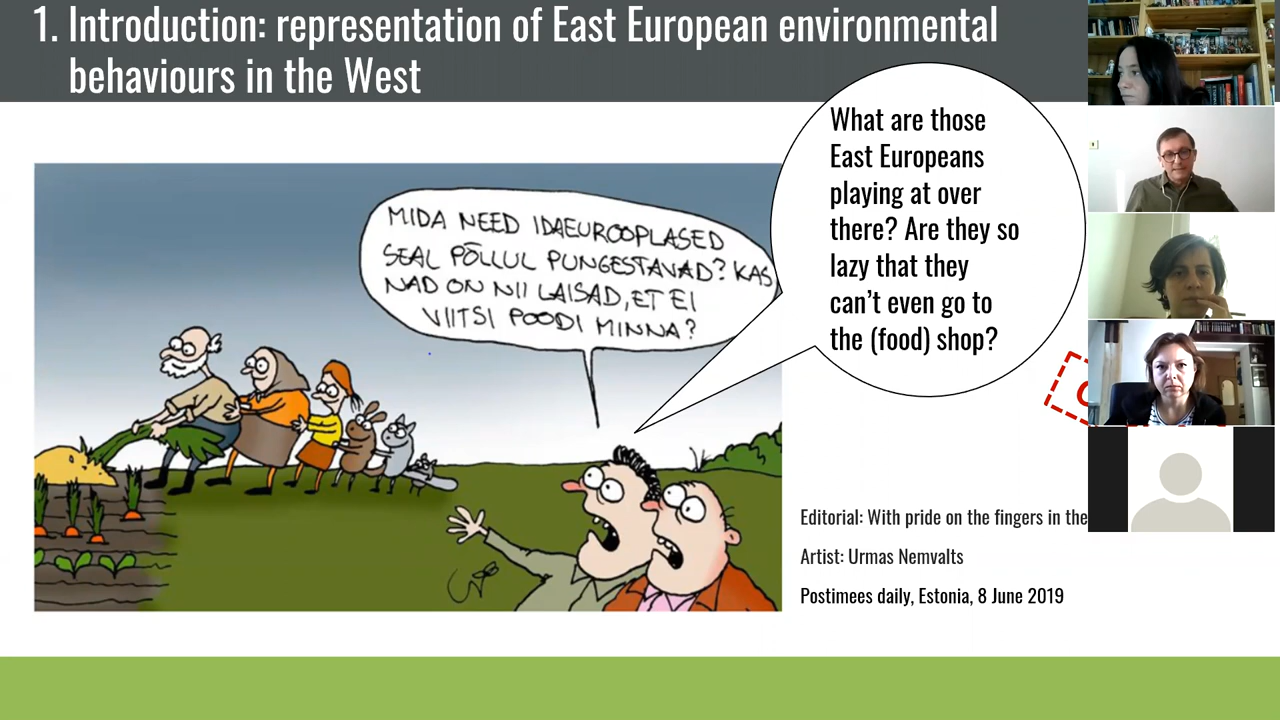 1. Introduction: representation of East European environmental
behaviours in the West
MIDA NEED IDAEUROOPLASED
SEAL PÕLLUL PUNGESTAVAD? KAS
NAD ON NII LAISAD, ET EI
VIITSI POODI MINNA?
What are those
East Europeans
playing at over
there? Are they so
lazy that they
can't even go to
the (food) shop?
Editorial: With pride on the fingers in the
Artist: Urmas Nemvalts
Postimees daily, Estonia, 8 June 2019